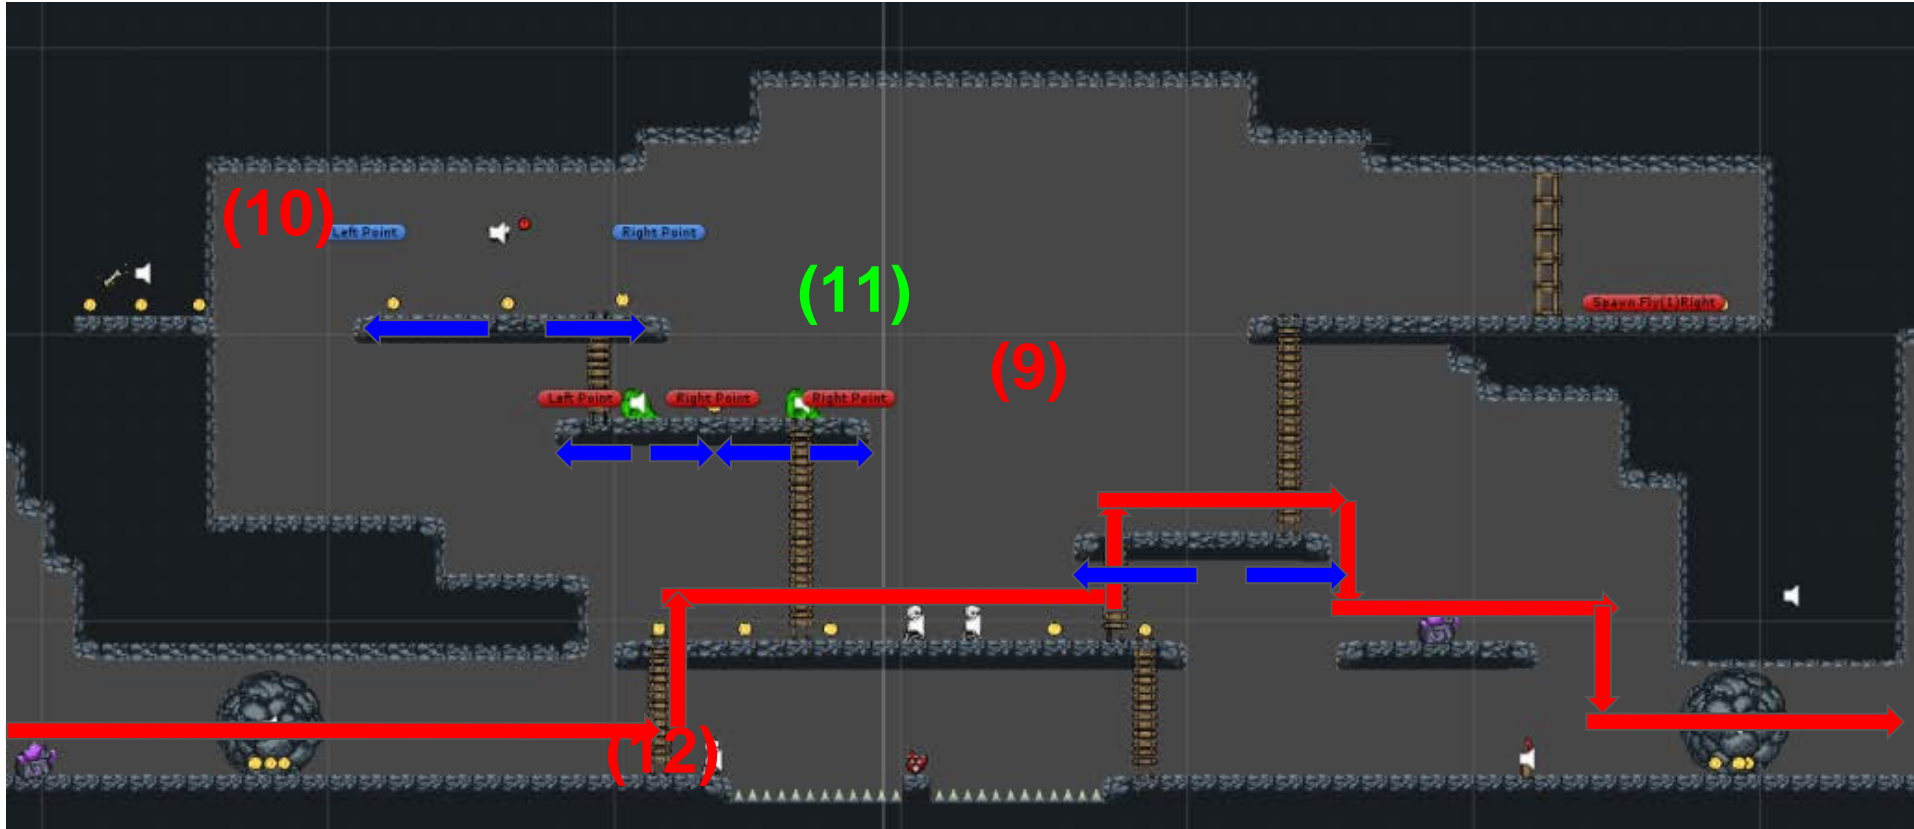 (10)
Left Point
Right Point
(11)
Spawn Fly(1)Right
(9)
Left Point
Right Point
Right Point
(12)